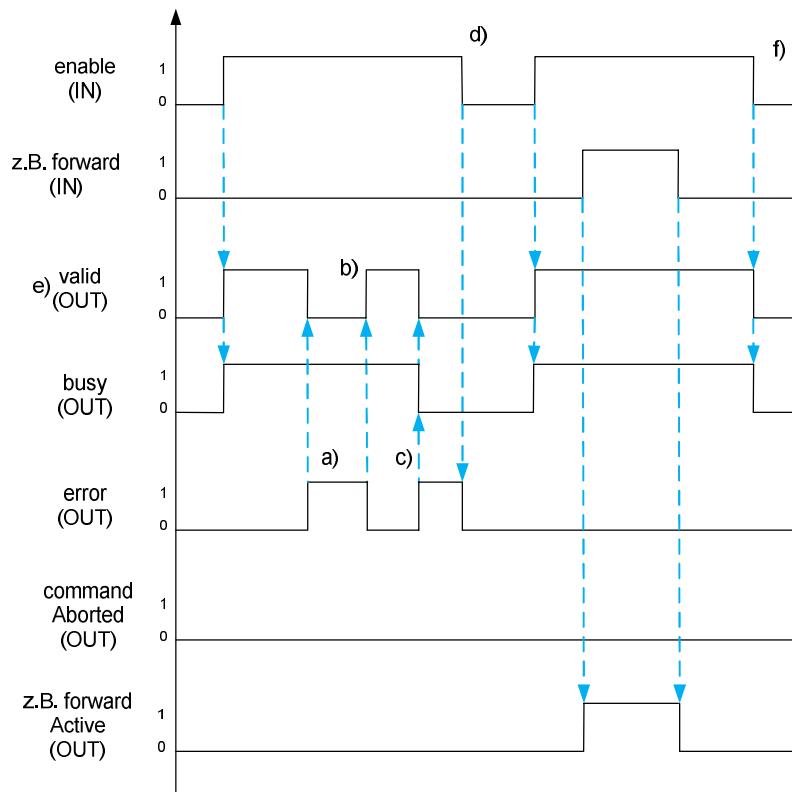 d)
f)
enable
(IN)
1
0
z.B. forward
(IN)
1
0
e) valid
(OUT)
1
0
b)
busy
(OUT)
1
0
a)
c)
error
(OUT)
1
0
command
Aborted
(OUT)
1
0
z.B. forward
Active
(OUT)
1
0